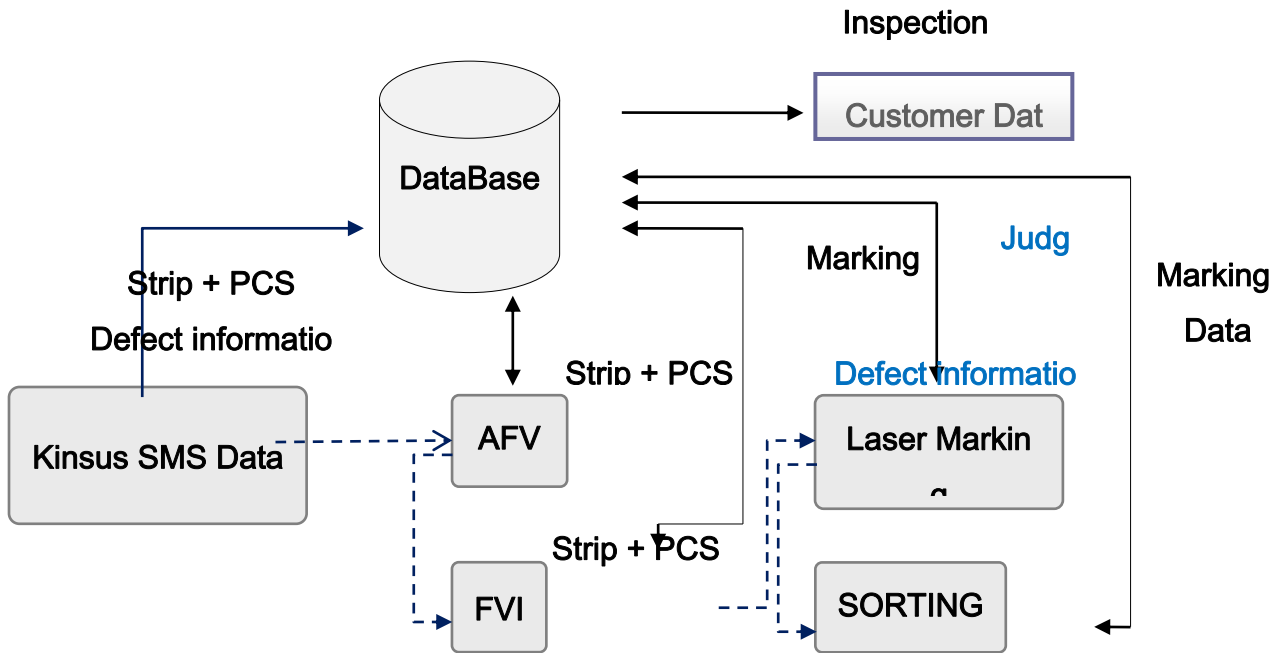 Inspection
Customer Dat
DataBase
Judg
Marking
Marking
Data
Strip + PCS
Defect informatio
Strip + PCS
Defect informatio
Kinsus SMS Data
AFV
Laser Markin
g
Strip + PCS
FVI
SORTING